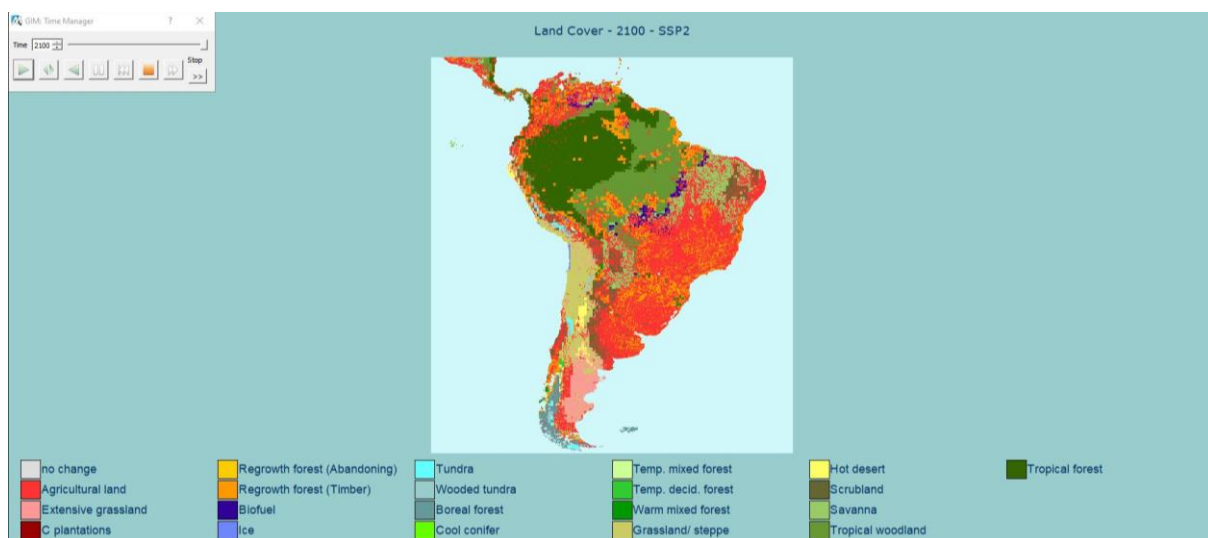 GIM: Time Manager ? ×
Time 2100
Stop
>>
Land Cover - 2100 - SSP2
no change
Agricultural land
Extensive grassland
C plantations
Regrowth forest (Abandoning)
Regrowth forest (Timber)
Biofuel
Ice
Tundra
Wooded tundra
Boreal forest
Cool conifer
Temp. mixed forest
Temp. decid. forest
Warm mixed forest
Grassland/ steppe
Hot desert
Scrubland
Savanna
Tropical woodland
Tropical forest